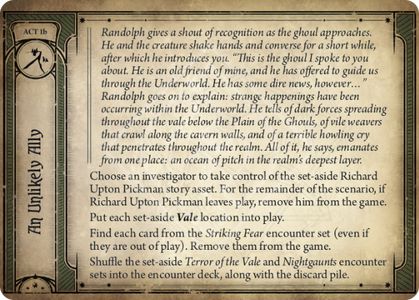 ACT 1b
An Unlikely Ally
Randolph gives a shout of recognition as the ghoul approaches.
He and the creature shake hands and converse for a short while,
after which he introduces you. “This is the ghoul I spoke to you
about. He is an old friend of mine, and he has offered to guide us
through the Underworld. He has some dire news, however…”
Randolph goes on to explain: strange happenings have been
occurring within the Underworld. He tells of dark forces spreading
throughout the vale below the Plain of the Ghouls, of vile weavers
that crawl along the cavern walls, and of a terrible howling cry
that penetrates throughout the realm. All of it, he says, emanates
from one place: an ocean of pitch in the realm’s deepest layer.
Choose an investigator to take control of the set-aside Richard
Upton Pickman story asset. For the remainder of the scenario, if
Richard Upton Pickman leaves play, remove him from the game.
Put each set-aside Vale location into play.
Find each card from the Striking Fear encounter set (even if
they are out of play). Remove them from the game.
Shuffle the set-aside Terror of the Vale and Nightgaunts encounter
sets into the encounter deck, along with the discard pile.